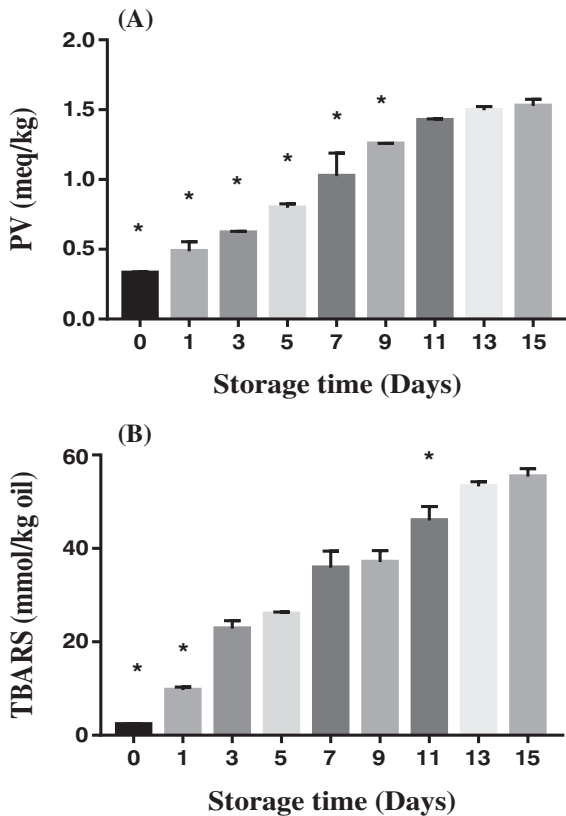 (A)
PV (meq/kg)
2.0
1.5
1.0
0.5
0.0
* * * * * *
0 1 3 5 7 9 11 13 15
Storage time (Days)
(B)
TBARS (mmol/kg oil)
60
40
20
0
* * *
0 1 3 5 7 9 11 13 15
Storage time (Days)